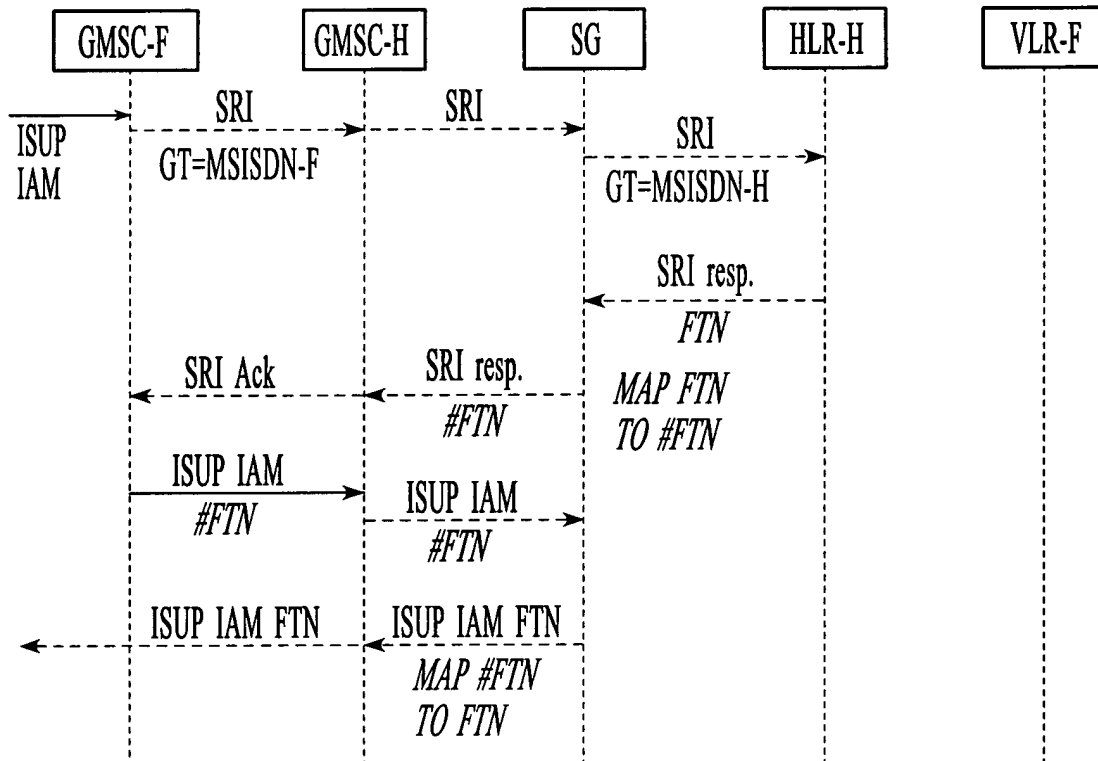 GMSC-F
GMSC-H
SG
HLR-H
VLR-F
ISUP
IAM
SRI
GT=MSISDN-F
SRI
SRI
GT=MSISDN-H
SRI resp.
FTN
SRI Ack
SRI resp.
#FTN
MAP FTN
TO #FTN
ISUP IAM
#FTN
ISUP IAM
#FTN
ISUP IAM FTN
ISUP IAM FTN
MAP #FTN
TO FTN